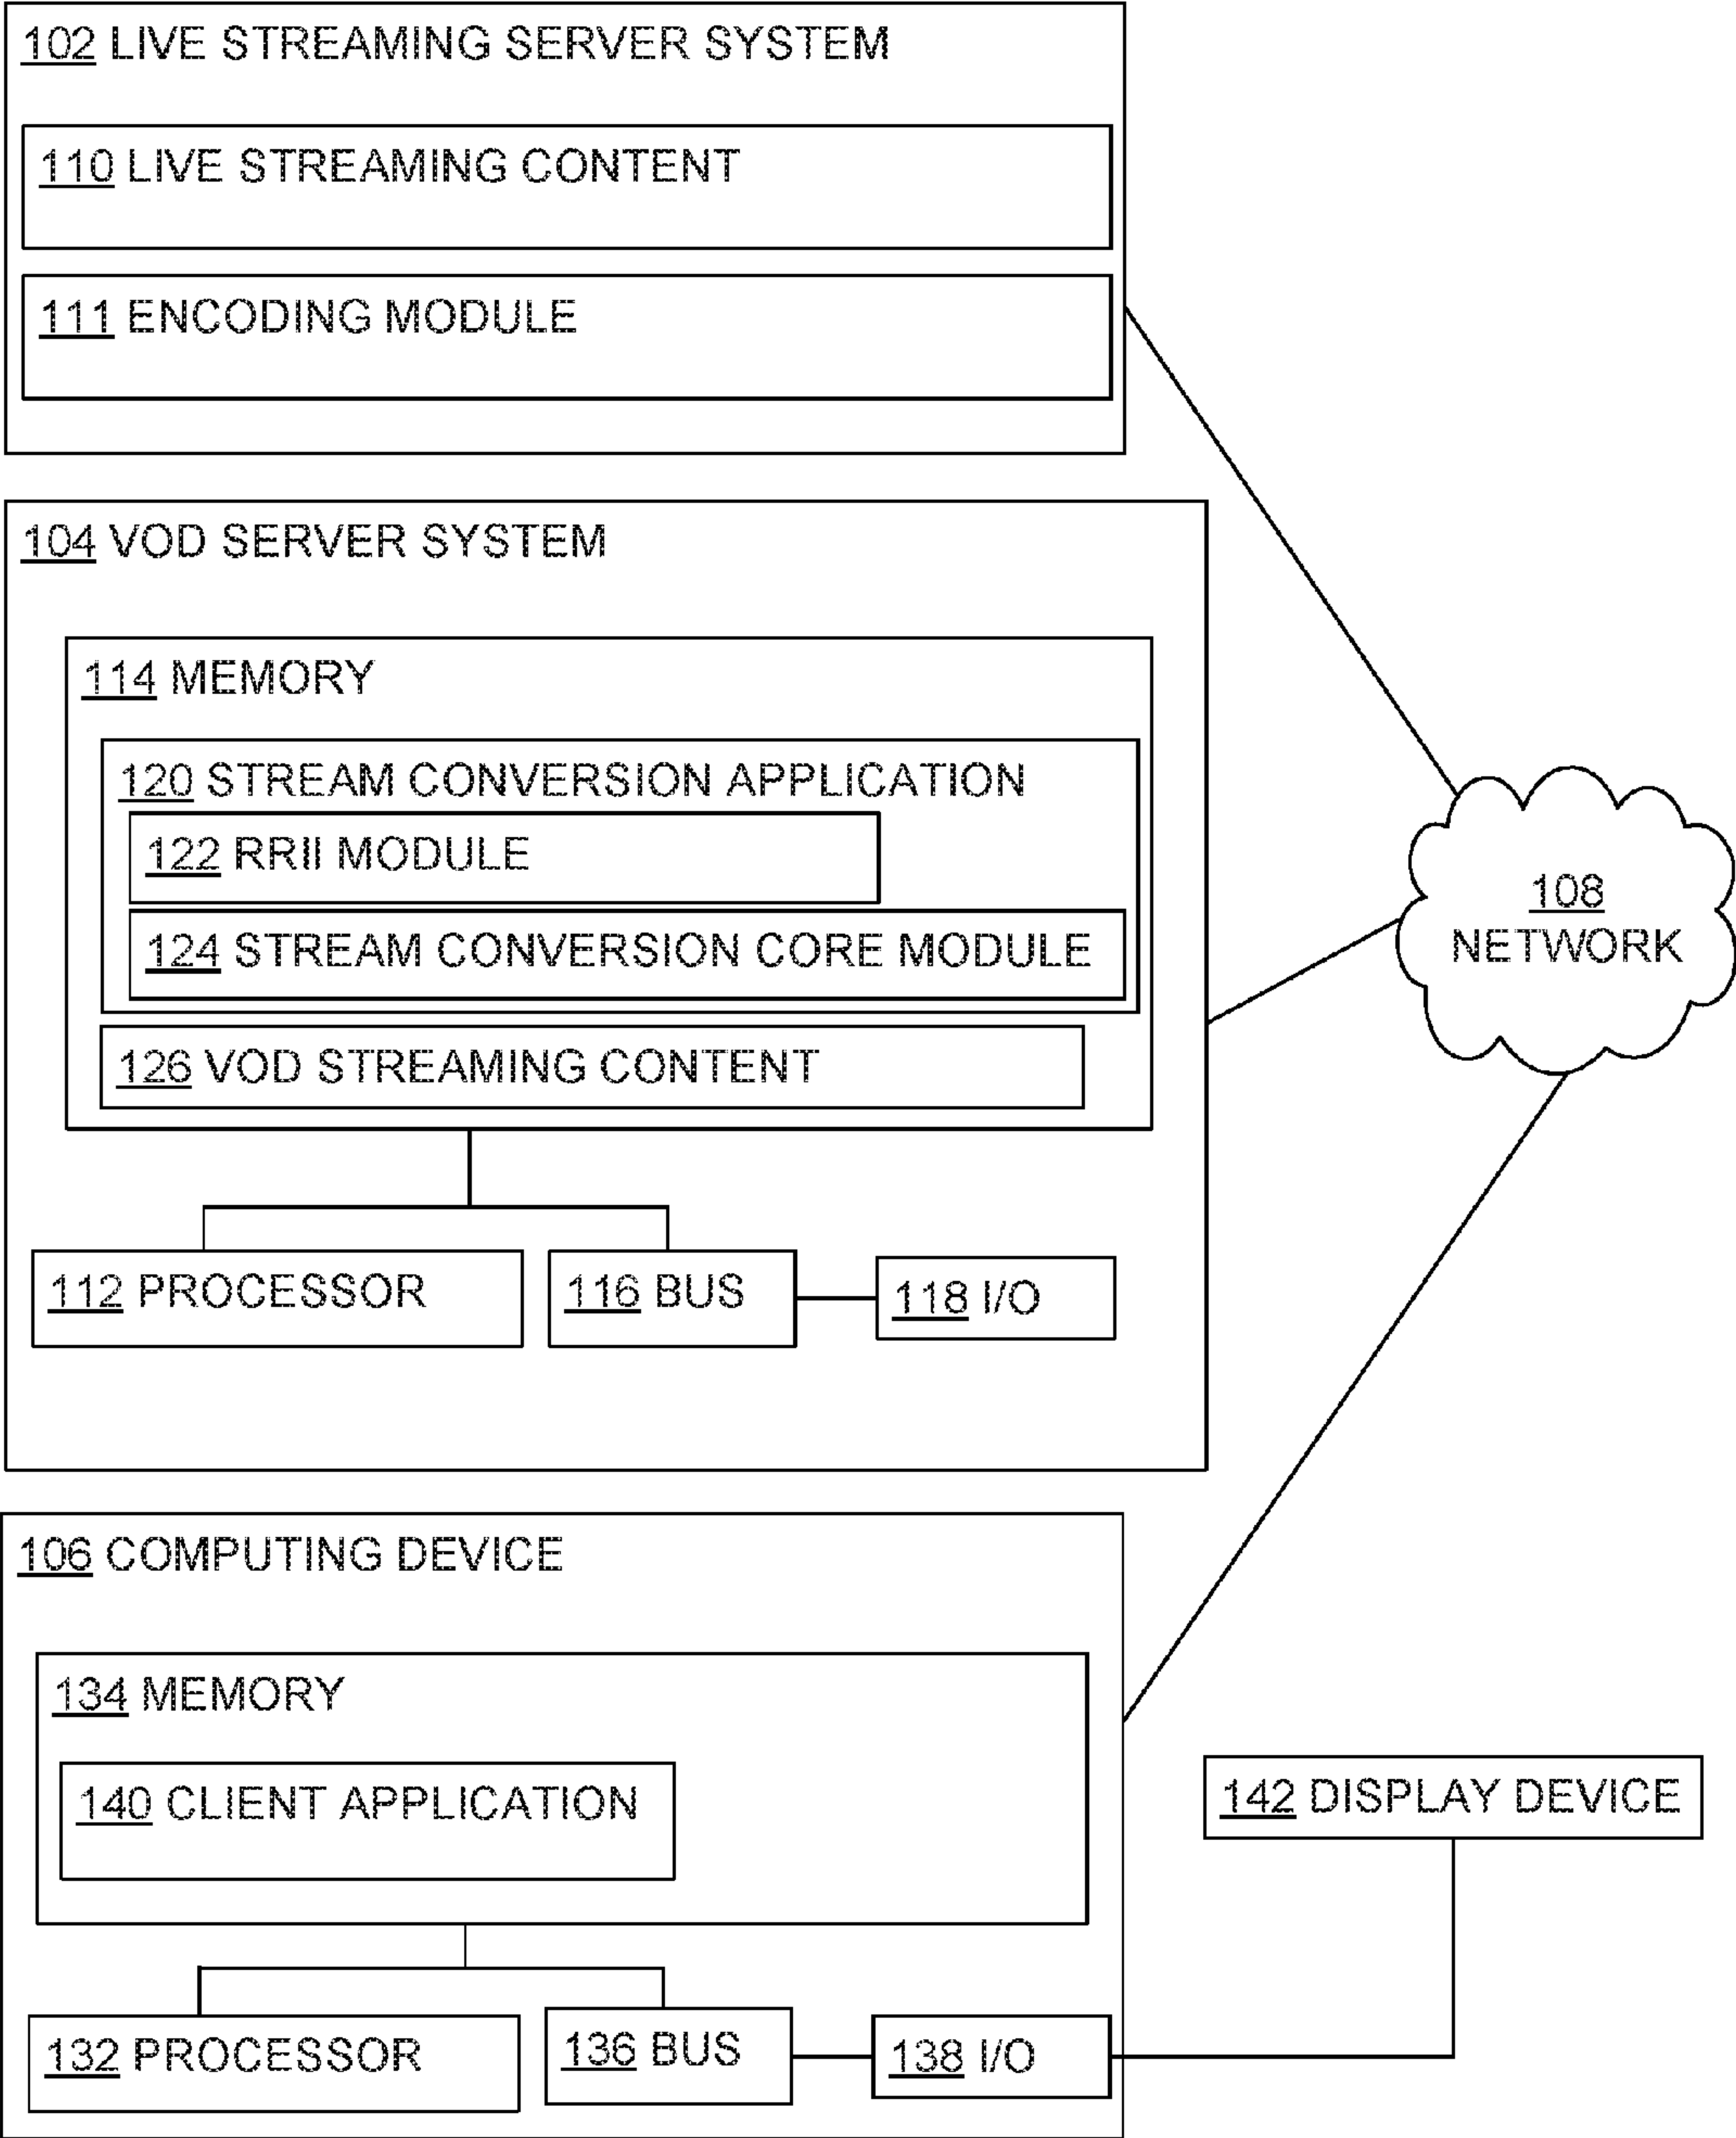 102 LIVE STREAMING SERVER SYSTEM
110 LIVE STREAMING CONTENT
111 ENCODING MODULE
104 VOD SERVER SYSTEM
114 MEMORY
120 STREAM CONVERSION APPLICATION
122 RRII MODULE
124 STREAM CONVERSION CORE MODULE
126 VOD STREAMING CONTENT
112 PROCESSOR
116 BUS
118 I/O
108
NETWORK
106 COMPUTING DEVICE
134 MEMORY
140 CLIENT APPLICATION
132 PROCESSOR
136 BUS
138 I/O
142 DISPLAY DEVICE